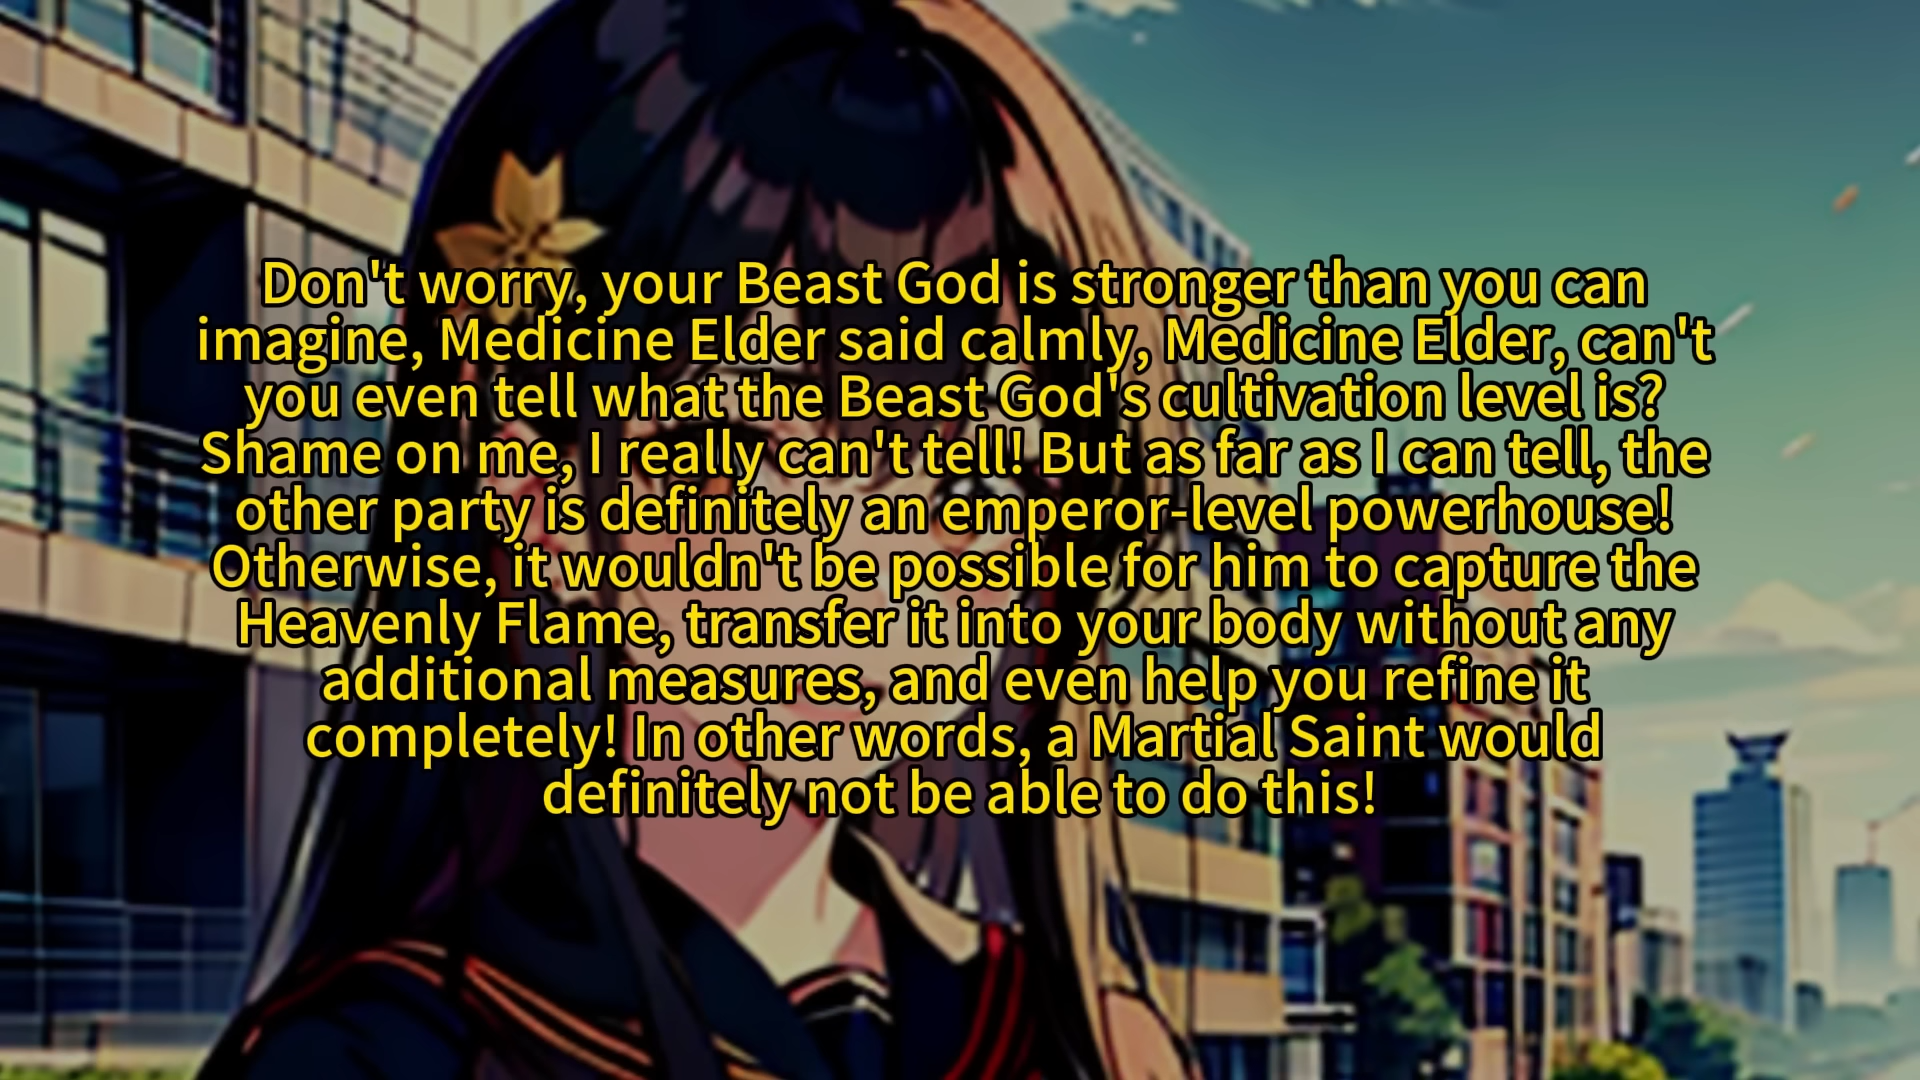 Don't worry, your Beast God is stronger than you can
imagine, Medicine Elder said calmly, Medicine Elder, can't
you even tell what the Beast God's cultivation level is?
Shame on me, I really can't tell! But as far as I can tell, the
other party is definitely an emperor-level powerhouse!
Otherwise, it wouldn't be possible for him to capture the
Heavenly Flame, transfer it into your body without any
additional measures, and even help you refine it
completely! In other words, a Martial Saint would
definitely not be able to do this!